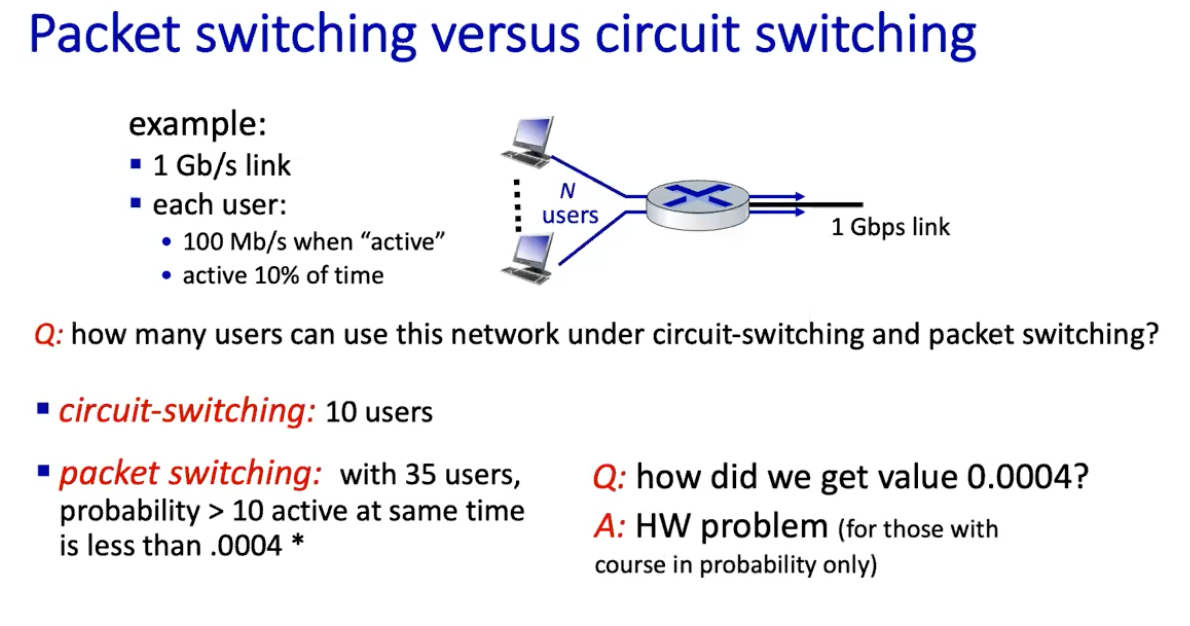 Packet switching versus circuit switching
example:
▪ 1 Gb/s link
▪ each user:
• 100 Mb/s when “active”
• active 10% of time
N
users
1 Gbps link
Q: how many users can use this network under circuit-switching and packet switching?
▪ circuit-switching: 10 users
▪ packet switching: with 35 users,
probability > 10 active at same time
is less than .0004 *
Q: how did we get value 0.0004?
A: HW problem (for those with
course in probability only)